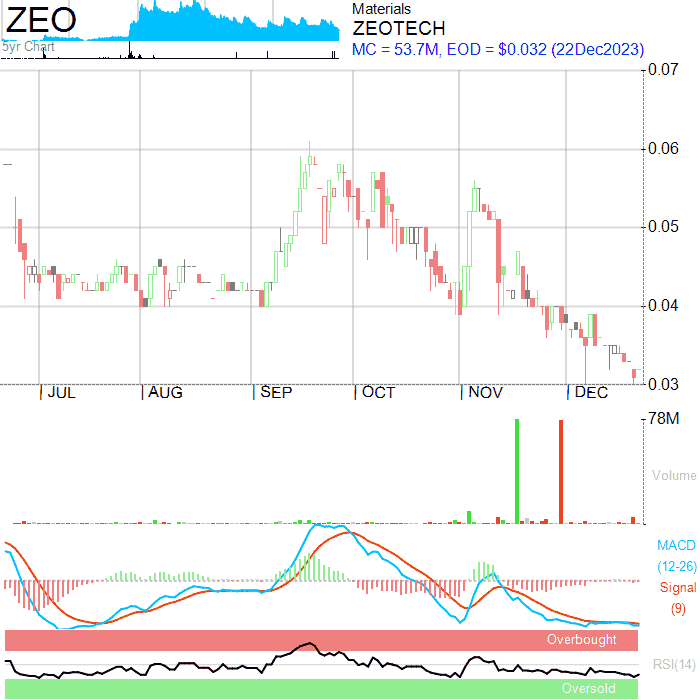 ZEO
5yr Chart
Materials
ZEOTECH
MC = 53.7M, EOD = $0.032 (22Dec2023)
0.07
0.06
0.05
0.04
0.03
JUL AUG SEP OCT NOV DEC
78M
Volume
MACD
(12-26)
Signal
(9)
Overbought
RSI(14)
Oversold